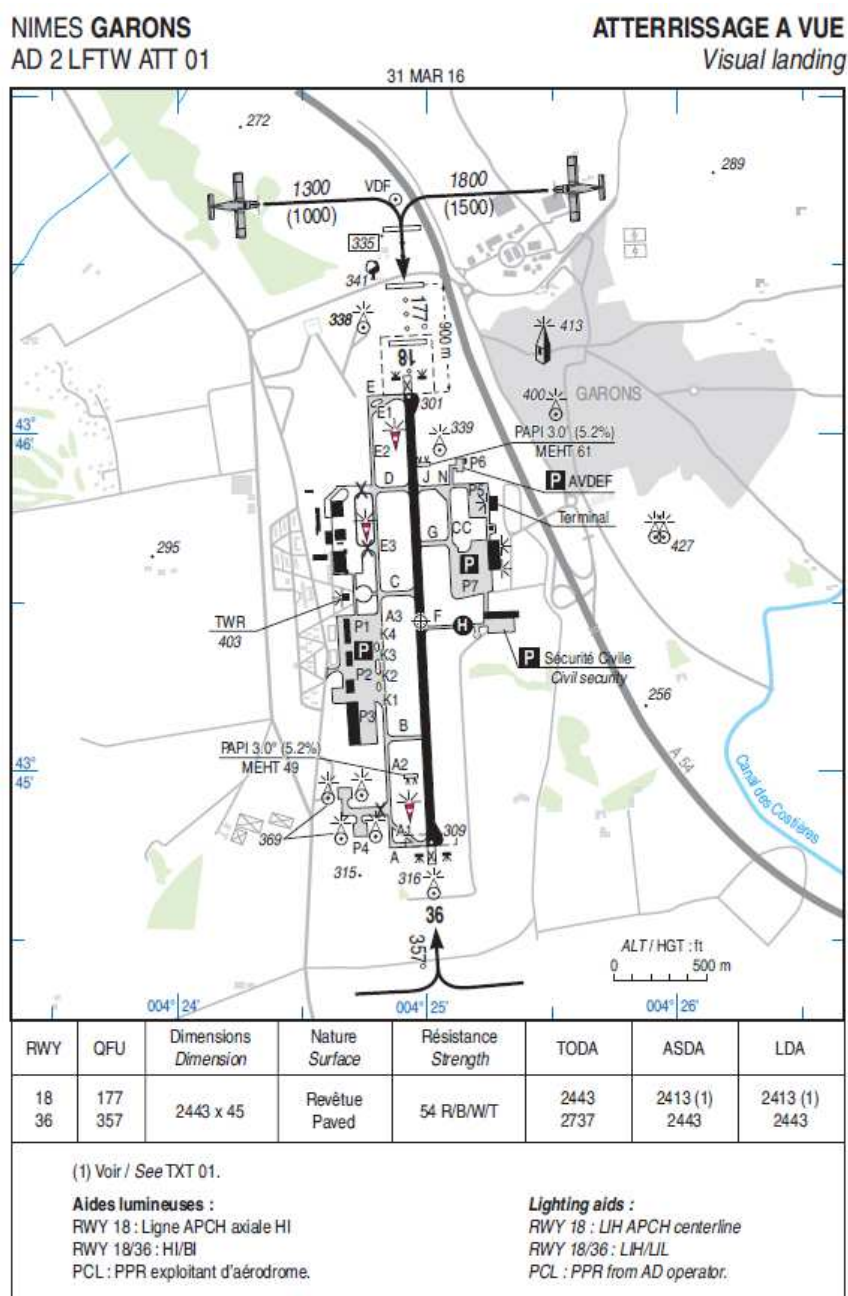 NIMES GARONS
ATTERRISSAGE A VUE
AD 2 LFTW ATT 01
Visual landing
31 MAR 16
272
289
1300
(1000)
VDF
1800
(1500)
335
341
338
177°
900 m
413
18
E
301
400
GARONS
E1
43°
46'
339
PAPI 3.0° (5.2%)
MEHT 61
E2
P6
D
J
N
P AVDEF
P5
Terminal
G
CC
295
E3
427
P
P7
C
TWR
403
A3
F
H
P1
K4
P
K3
P Sécurité Civile
Civil security
P2
K2
K1
256
P3
B
PAPI 3.0° (5.2%)
MEHT 49
A 54
43°
45'
A2
Canal des Costières
369
A1
309
P4
A
315
316
36
357°
ALT / HGT : ft
0 500 m
004° 24'
004° 25'
004° 26'
RWY QFU Dimensions Nature Résistance TODA ASDA LDA
Dimension Surface Strength
18 177 2443 x 45 Revêtue 54 R/B/W/T 2443 2413 (1) 2413 (1)
36 357 Paved 2737 2443 2443
(1) Voir / See TXT 01.
Aides lumineuses :
RWY 18 : Ligne APCH axiale HI
RWY 18/36 : HI/BI
PCL : PPR exploitant d'aérodrome.
Lighting aids :
RWY 18 : LIH APCH centerline
RWY 18/36 : LIH/LIL
PCL : PPR from AD operator.